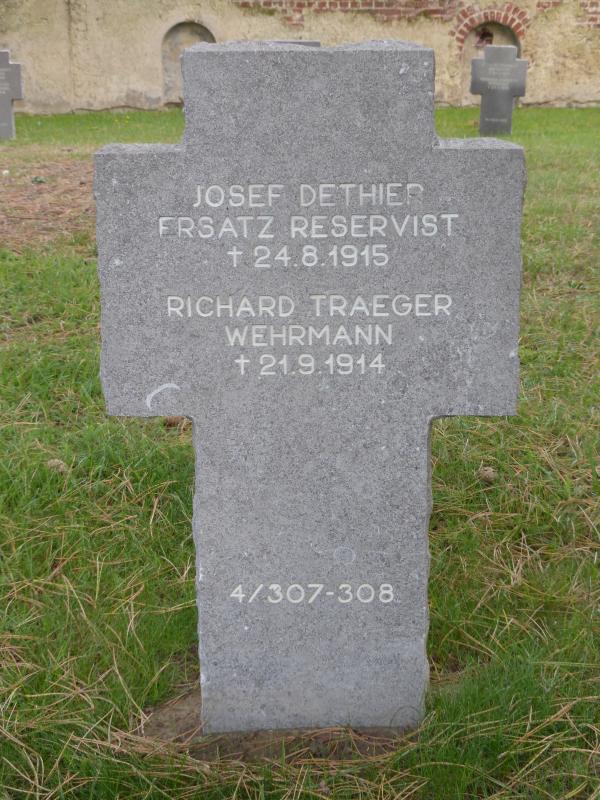 JOSEF DETHIER
ERSATZ RESERVIST
† 24.8.1915
RICHARD TRAEGER
WEHRMANN
† 21.9.1914
4/307-308